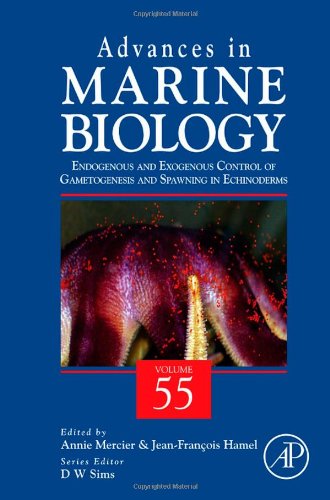 Advances in
MARINE
BIOLOGY
ENDOGENOUS AND EXOGENOUS CONTROL OF
GAMETOGENESIS AND SPAWNING IN ECHINODERMS
VOLUME
55
Edited by
ANNIE MERCIER & JEAN-FRANÇOIS HAMEL
Series Editor
D W SIMS
AP